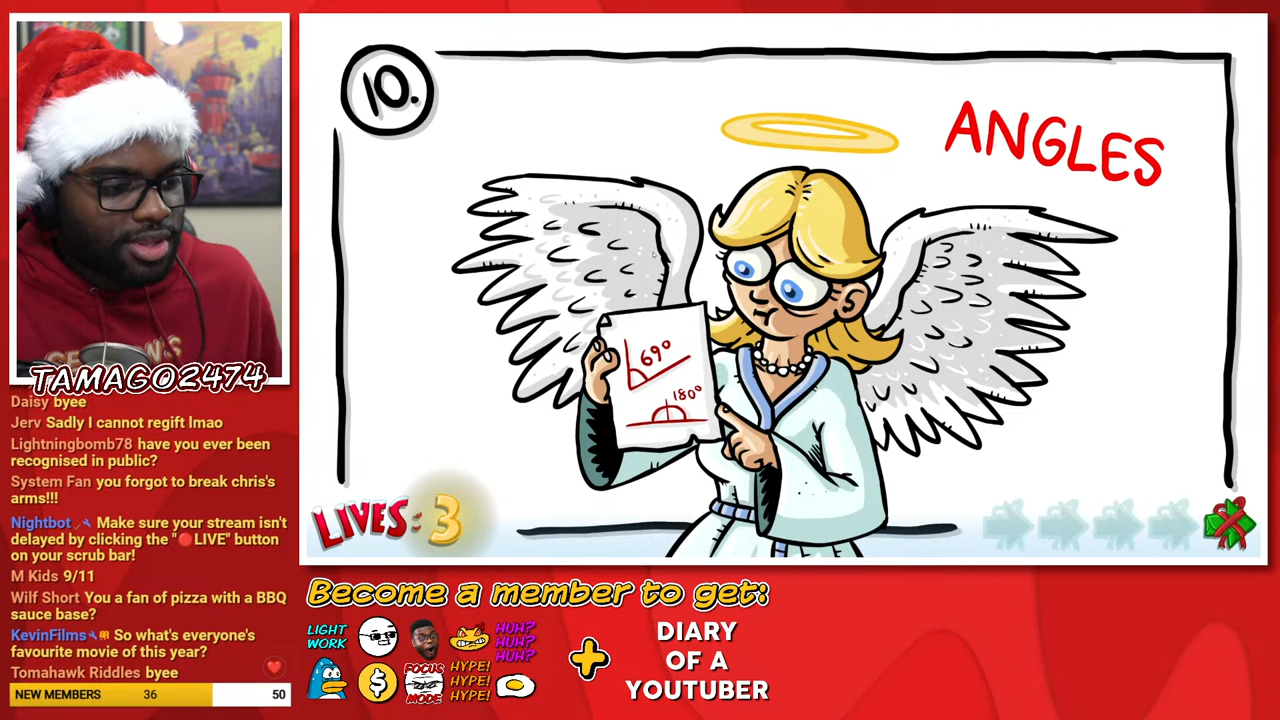 10.
ANGLES
69°
180°
LIVES: 3
TAMAGO2474
Daisy byee
Jerv Sadly I cannot regift lmao
Lightningbomb78 have you ever been
recognised in public?
System Fan you forgot to break chris's
arms!!!
Nightbot Make sure your stream isn't
delayed by clicking the "🔴LIVE" button
on your scrub bar!
M Kids 9/11
Wilf Short You a fan of pizza with a BBQ
sauce base?
KevinFilms So what's everyone's
favourite movie of this year?
Tomahawk Riddles byee
NEW MEMBERS 36 50
Become a member to get:
LIGHT
WORK
HUH?
HUH?
HUH?
FOCUS
MODE
HYPE!
HYPE!
HYPE!
$
+
DIARY
OF A
YOUTUBER